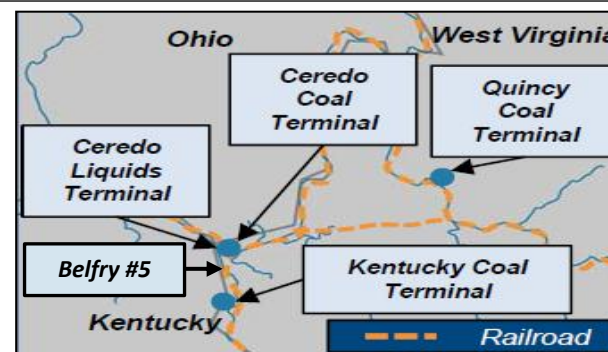 Ohio
West Virginia
Ceredo
Coal
Terminal
Quincy
Coal
Terminal
Ceredo
Liquids
Terminal
Belfry #5
Kentucky Coal
Terminal
Kentucky
Railroad